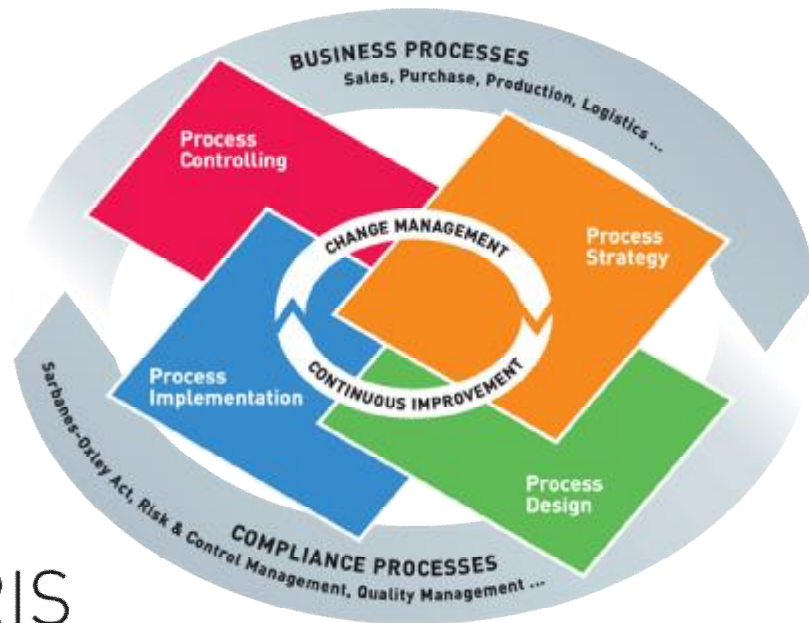 BUSINESS PROCESSES
Sales, Purchase, Production, Logistics ...
Process
Controlling
CHANGE MANAGEMENT
Process
Strategy
Process
Implementation
CONTINUOUS IMPROVEMENT
Process
Design
COMPLIANCE PROCESSES
Sarbanes-Oxley Act, Risk & Control Management, Quality Management ...
RIS